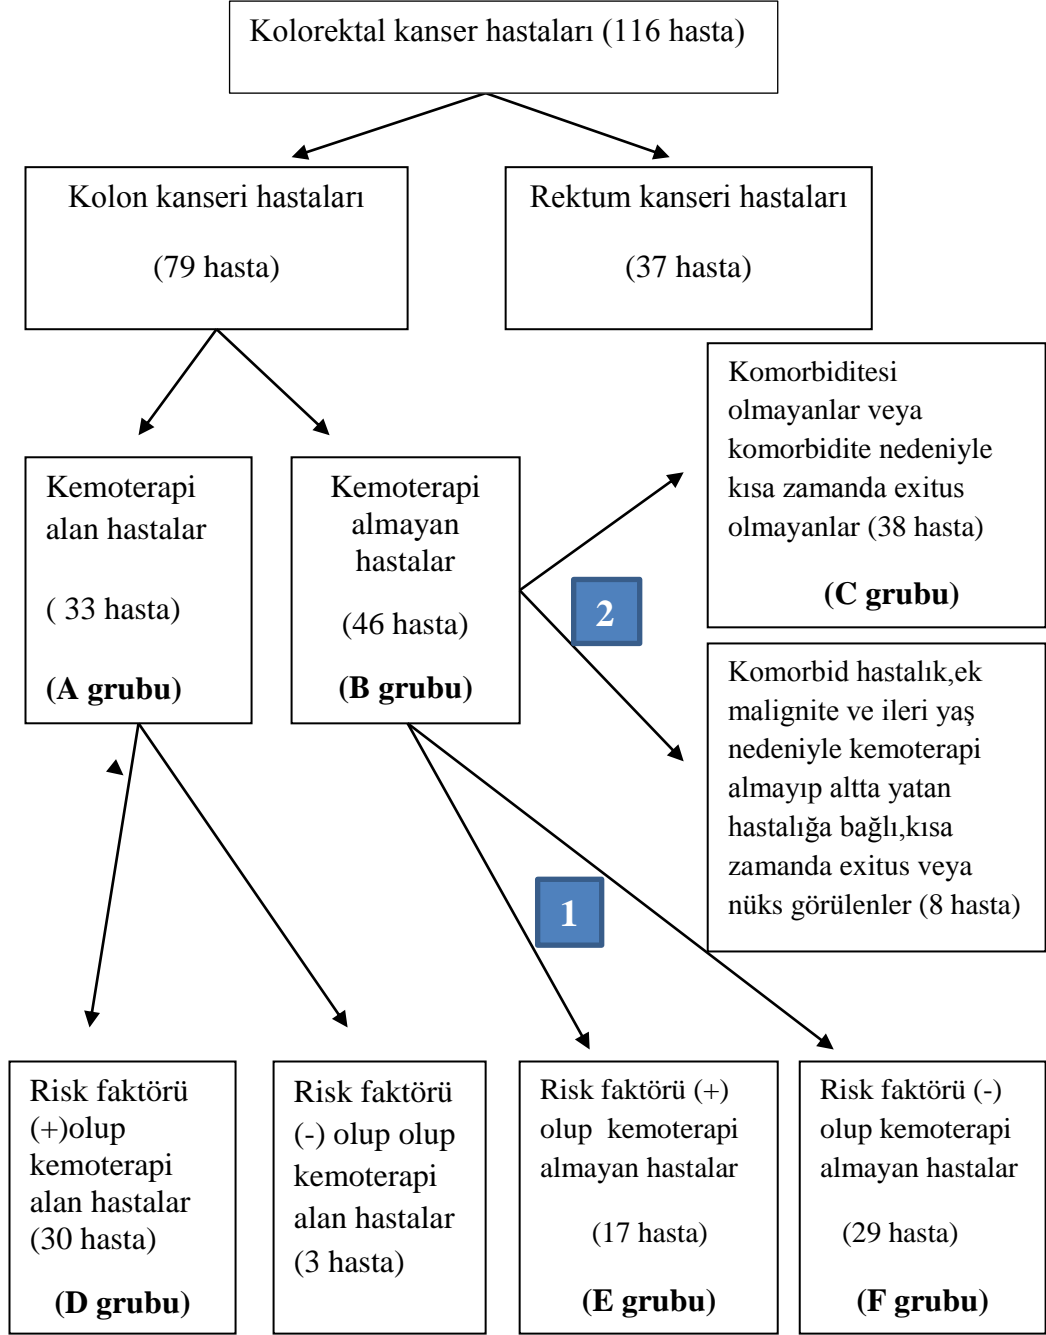 Kolorektal kanser hastaları (116 hasta)
Kolon kanseri hastaları
(79 hasta)
Rektum kanseri hastaları
(37 hasta)
Kemoterapi
alan hastalar
( 33 hasta)
(A grubu)
Kemoterapi
almayan
hastalar
(46 hasta)
(B grubu)
Komorbiditesi
olmayanlar veya
komorbidite nedeniyle
kısa zamanda exitus
olmayanlar (38 hasta)
(C grubu)
2
Komorbid hastalık,ek
malignite ve ileri yaş
nedeniyle kemoterapi
almayıp altta yatan
hastalığa bağlı,kısa
zamanda exitus veya
nüks görülenler (8 hasta)
1
Risk faktörü
(+)olup
kemoterapi
alan hastalar
(30 hasta)
(D grubu)
Risk faktörü
(-) olup olup
kemoterapi
alan hastalar
(3 hasta)
Risk faktörü (+)
olup kemoterapi
almayan hastalar
(17 hasta)
(E grubu)
Risk faktörü (-)
olup kemoterapi
almayan hastalar
(29 hasta)
(F grubu)